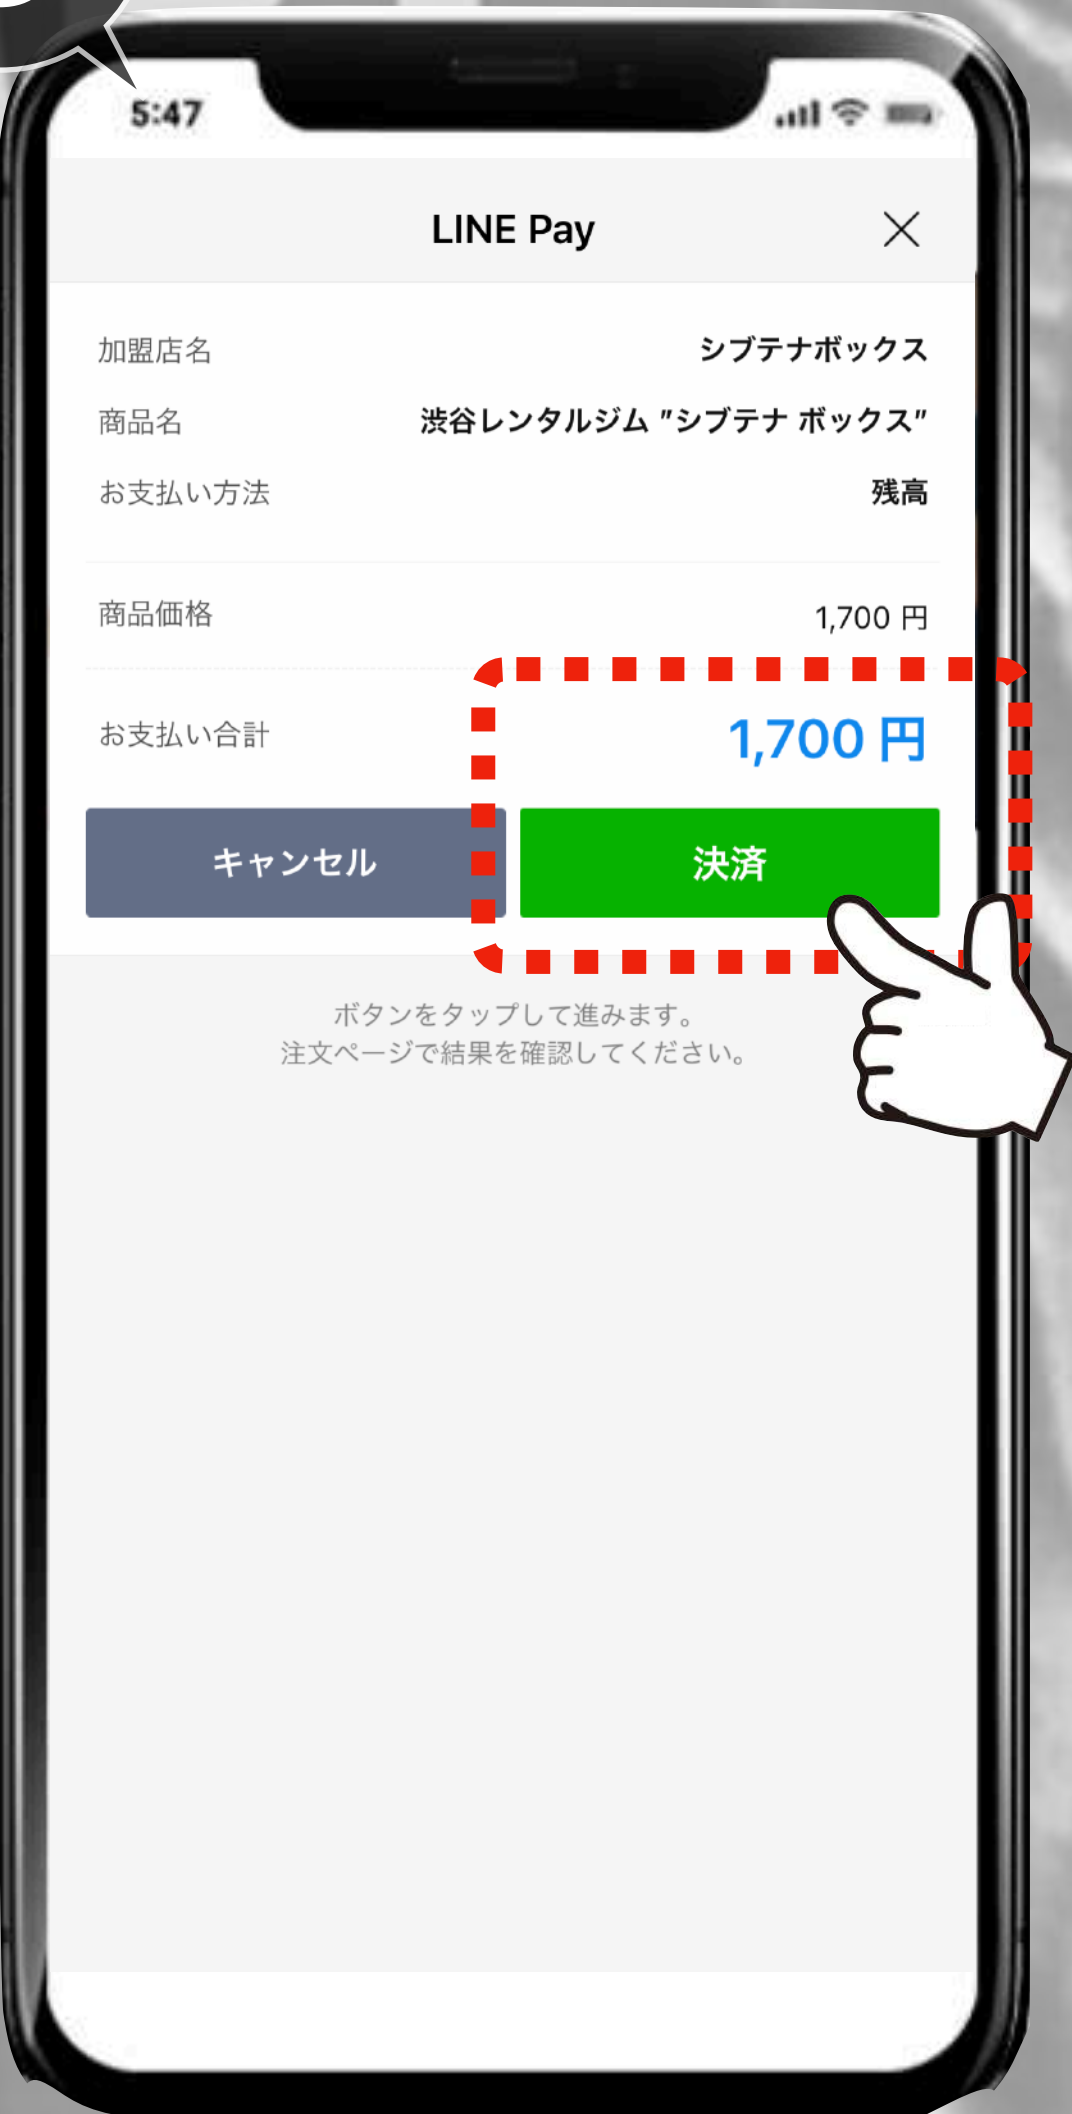 5:47
LINE Pay
加盟店名 シブテナボックス
商品名 渋谷レンタルジム "シブテナ ボックス"
お支払い方法 残高
商品価格 1,700 円
お支払い合計 1,700 円
キャンセル 決済
ボタンをタップして進みます。
注文ページで結果を確認してください。